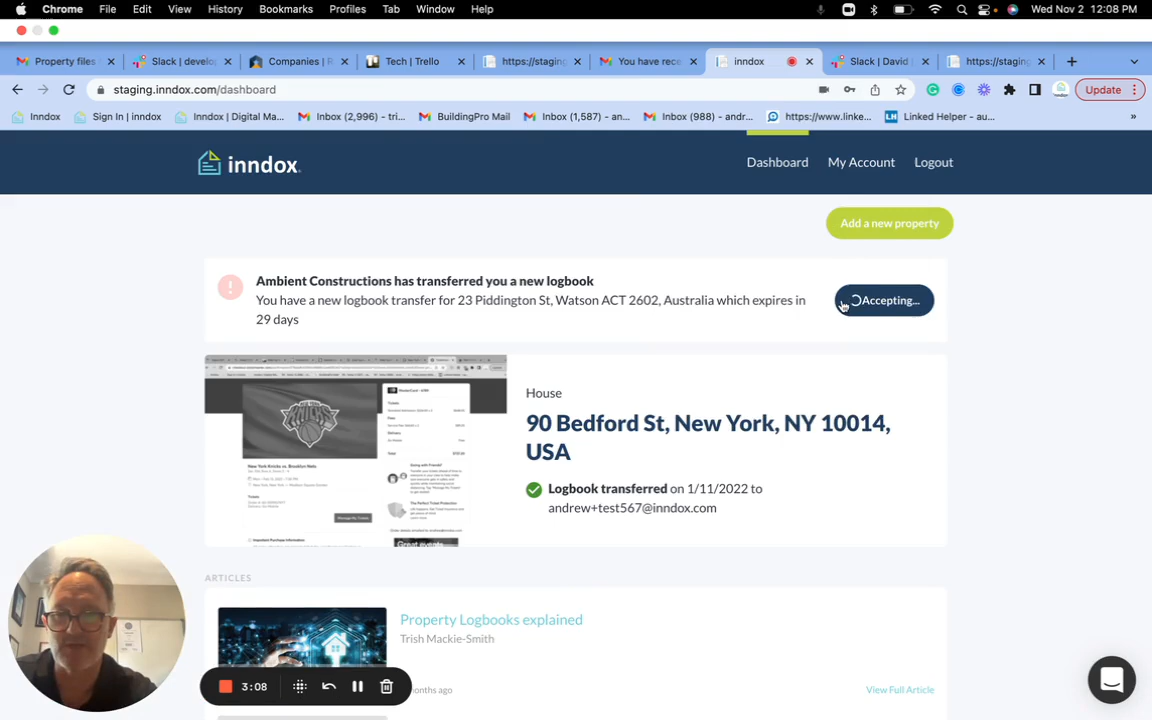 Chrome File Edit View History Bookmarks Profiles Tab Window Help Wed Nov 2 12:08 PM
Property files Slack | develo Companies | R Tech | Trello https://staging You have rece inndox Slack | David https://staging
staging.inndox.com/dashboard Update
Inndox Sign In | inndox Inndox | Digital Ma... Inbox (2,996) - tri... BuildingPro Mail Inbox (1,587) - an... Inbox (988) - andr... https://www.linke... Linked Helper - au... »
inndox Dashboard My Account Logout
Add a new property
Ambient Constructions has transferred you a new logbook
You have a new logbook transfer for 23 Piddington St, Watson ACT 2602, Australia which expires in
29 days
Accepting...
House
90 Bedford St, New York, NY 10014,
USA
Logbook transferred on 1/11/2022 to
andrew+test567@inndox.com
KNICKS
ARTICLES
Property Logbooks explained
Trish Mackie-Smith
3:08
onths ago
View Full Article